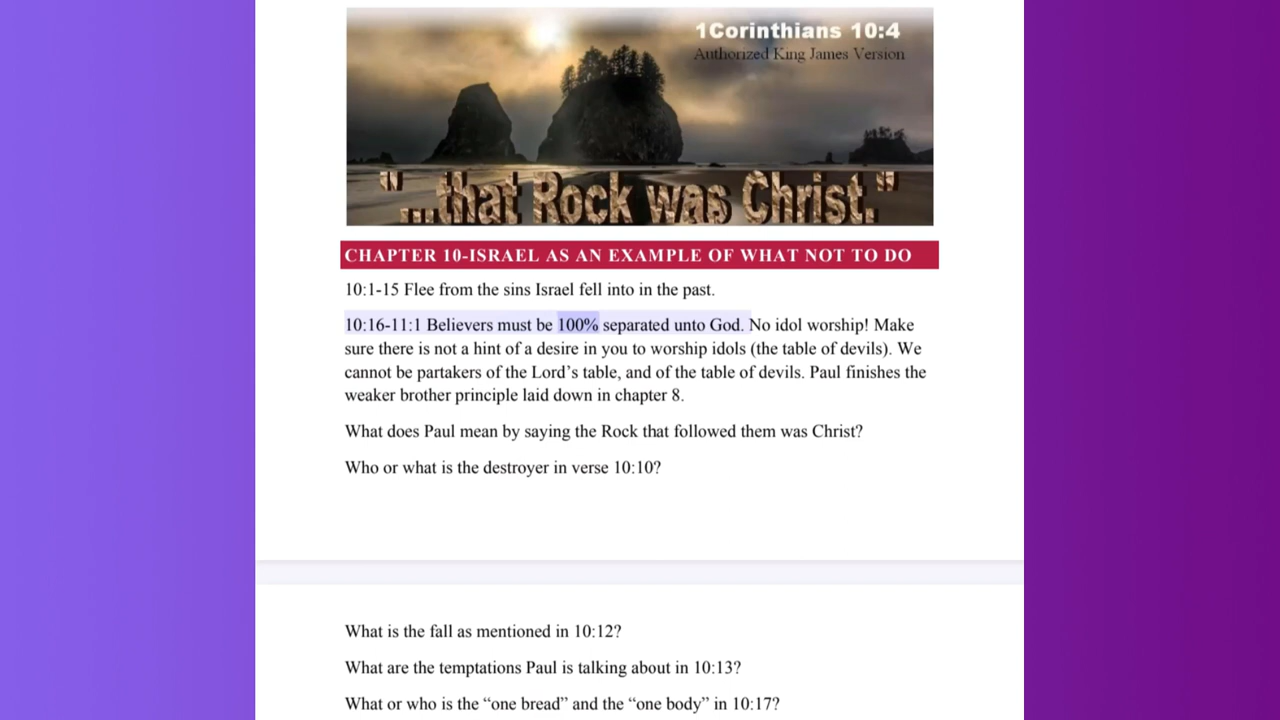 1Corinthians 10:4
Authorized King James Version
"...that Rock was Christ."
CHAPTER 10-ISRAEL AS AN EXAMPLE OF WHAT NOT TO DO
10:1-15 Flee from the sins Israel fell into in the past.
10:16-11:1 Believers must be 100% separated unto God. No idol worship! Make
sure there is not a hint of a desire in you to worship idols (the table of devils). We
cannot be partakers of the Lord’s table, and of the table of devils. Paul finishes the
weaker brother principle laid down in chapter 8.
What does Paul mean by saying the Rock that followed them was Christ?
Who or what is the destroyer in verse 10:10?
What is the fall as mentioned in 10:12?
What are the temptations Paul is talking about in 10:13?
What or who is the “one bread” and the “one body” in 10:17?